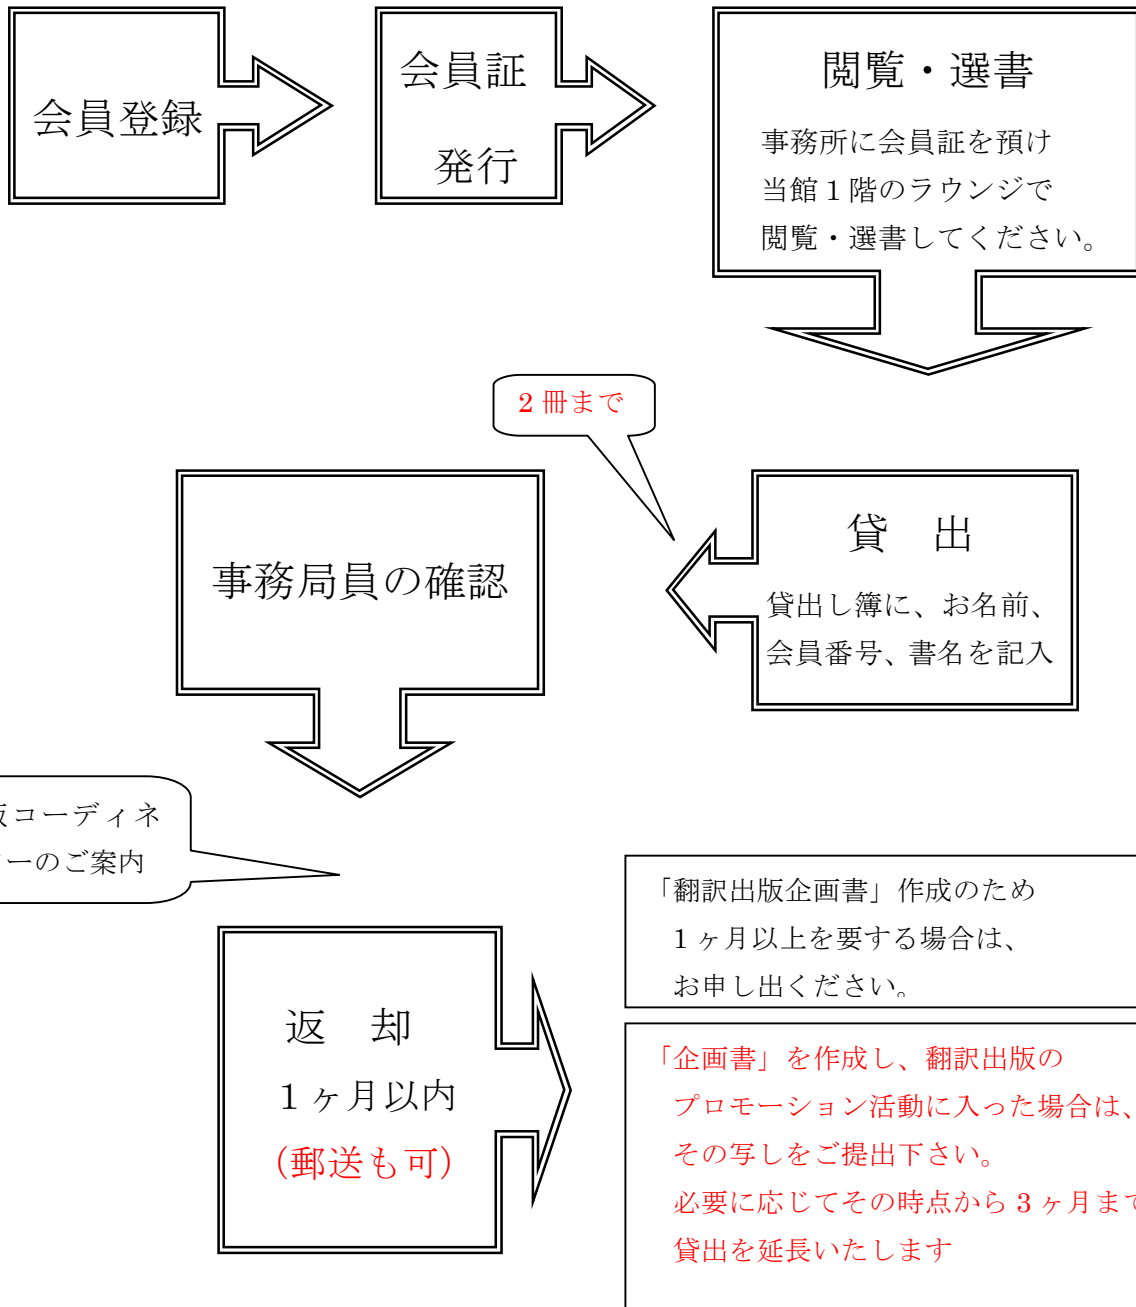 会員登録
会員証
発行
閲覧・選書
事務所に会員証を預け
当館１階のラウンジで
閲覧・選書してください。
2 冊まで
貸　出
貸出し簿に、お名前、
会員番号、書名を記入
事務局員の確認
コーディネ
ーのご案内
返　却
１ヶ月以内
(郵送も可)
「翻訳出版企画書」作成のため
１ヶ月以上を要する場合は、
お申し出ください。
「企画書」を作成し、翻訳出版の
プロモーション活動に入った場合は、
その写しをご提出下さい。
必要に応じてその時点から 3 ヶ月まで
貸出を延長いたします